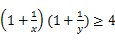 (1 + 1/x) (1 + 1/y) ≥ 4